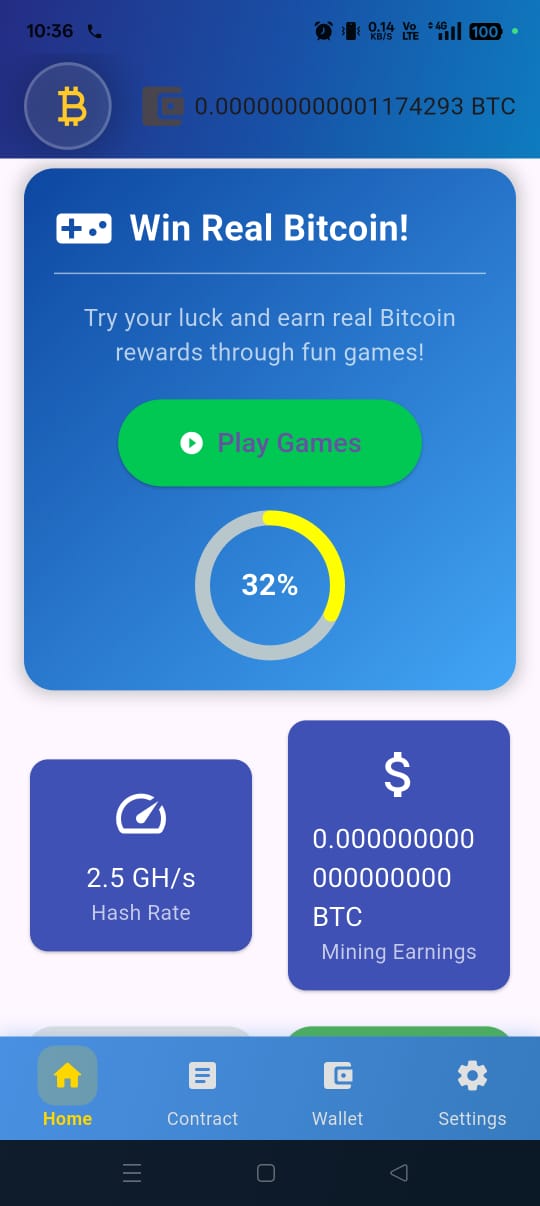 10:36 0.14 KB/S Vo LTE 4G 100
0.000000000001174293 BTC
Win Real Bitcoin!
Try your luck and earn real Bitcoin
rewards through fun games!
Play Games
32%
2.5 GH/s
Hash Rate
0.000000000
000000000
BTC
Mining Earnings
Home Contract Wallet Settings